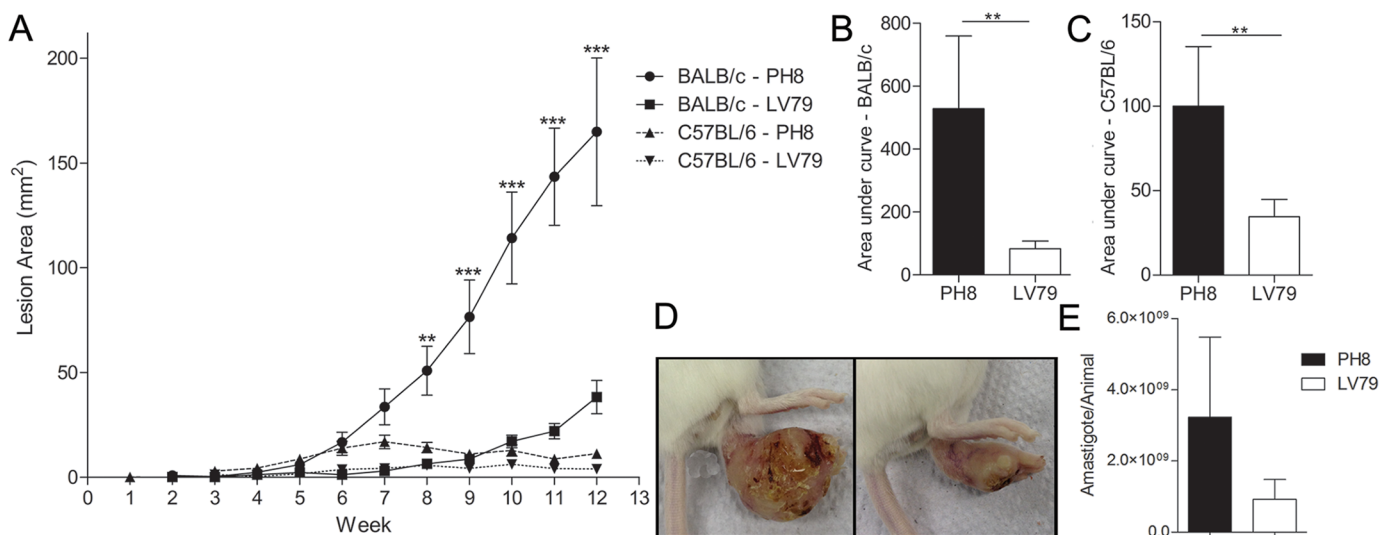 A
Lesion Area (mm²)
200
150
100
50
0
0 1 2 3 4 5 6 7 8 9 10 11 12 13
Week
** *** *** *** ***
BALB/c - PH8
BALB/c - LV79
C57BL/6 - PH8
C57BL/6 - LV79
B
Area under curve - BALB/c
800
600
400
200
0
**
PH8 LV79
C
Area under curve - C57BL/6
150
100
50
0
**
PH8 LV79
D
E
Amastigote/Animal
6.0×10⁰⁹
4.0×10⁰⁹
2.0×10⁰⁹
0.0
PH8
LV79